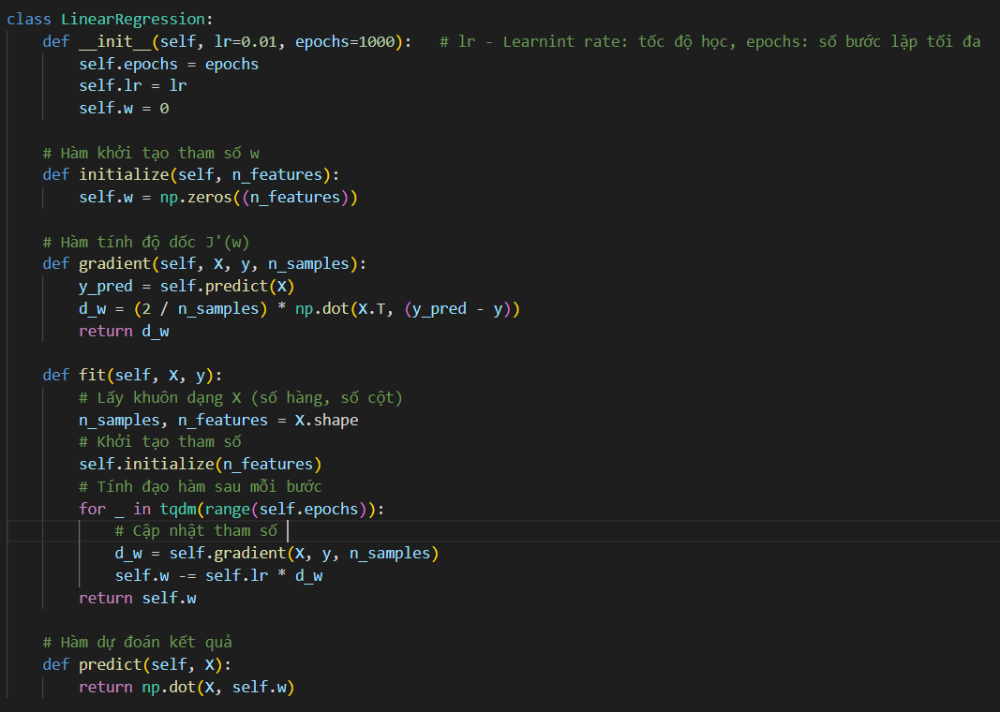 class LinearRegression:
    def __init__(self, lr=0.01, epochs=1000):   # lr - Learnint rate: tốc độ học, epochs: số bước lặp tối đa
        self.epochs = epochs
        self.lr = lr
        self.w = 0

    # Hàm khởi tạo tham số w
    def initialize(self, n_features):
        self.w = np.zeros((n_features))

    # Hàm tính độ dốc J'(w)
    def gradient(self, X, y, n_samples):
        y_pred = self.predict(X)
        d_w = (2 / n_samples) * np.dot(X.T, (y_pred - y))
        return d_w

    def fit(self, X, y):
        # Lấy khuôn dạng X (số hàng, số cột)
        n_samples, n_features = X.shape
        # Khởi tạo tham số
        self.initialize(n_features)
        # Tính đạo hàm sau mỗi bước
        for _ in tqdm(range(self.epochs)):
            # Cập nhật tham số
            d_w = self.gradient(X, y, n_samples)
            self.w -= self.lr * d_w
        return self.w

    # Hàm dự đoán kết quả
    def predict(self, X):
        return np.dot(X, self.w)